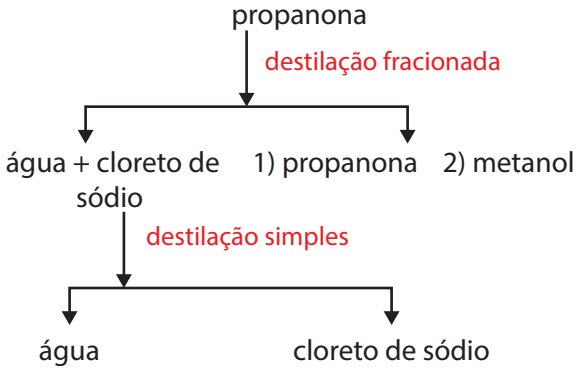 propanona
destilação fracionada
água + cloreto de sódio
1) propanona 2) metanol
destilação simples
água
cloreto de sódio